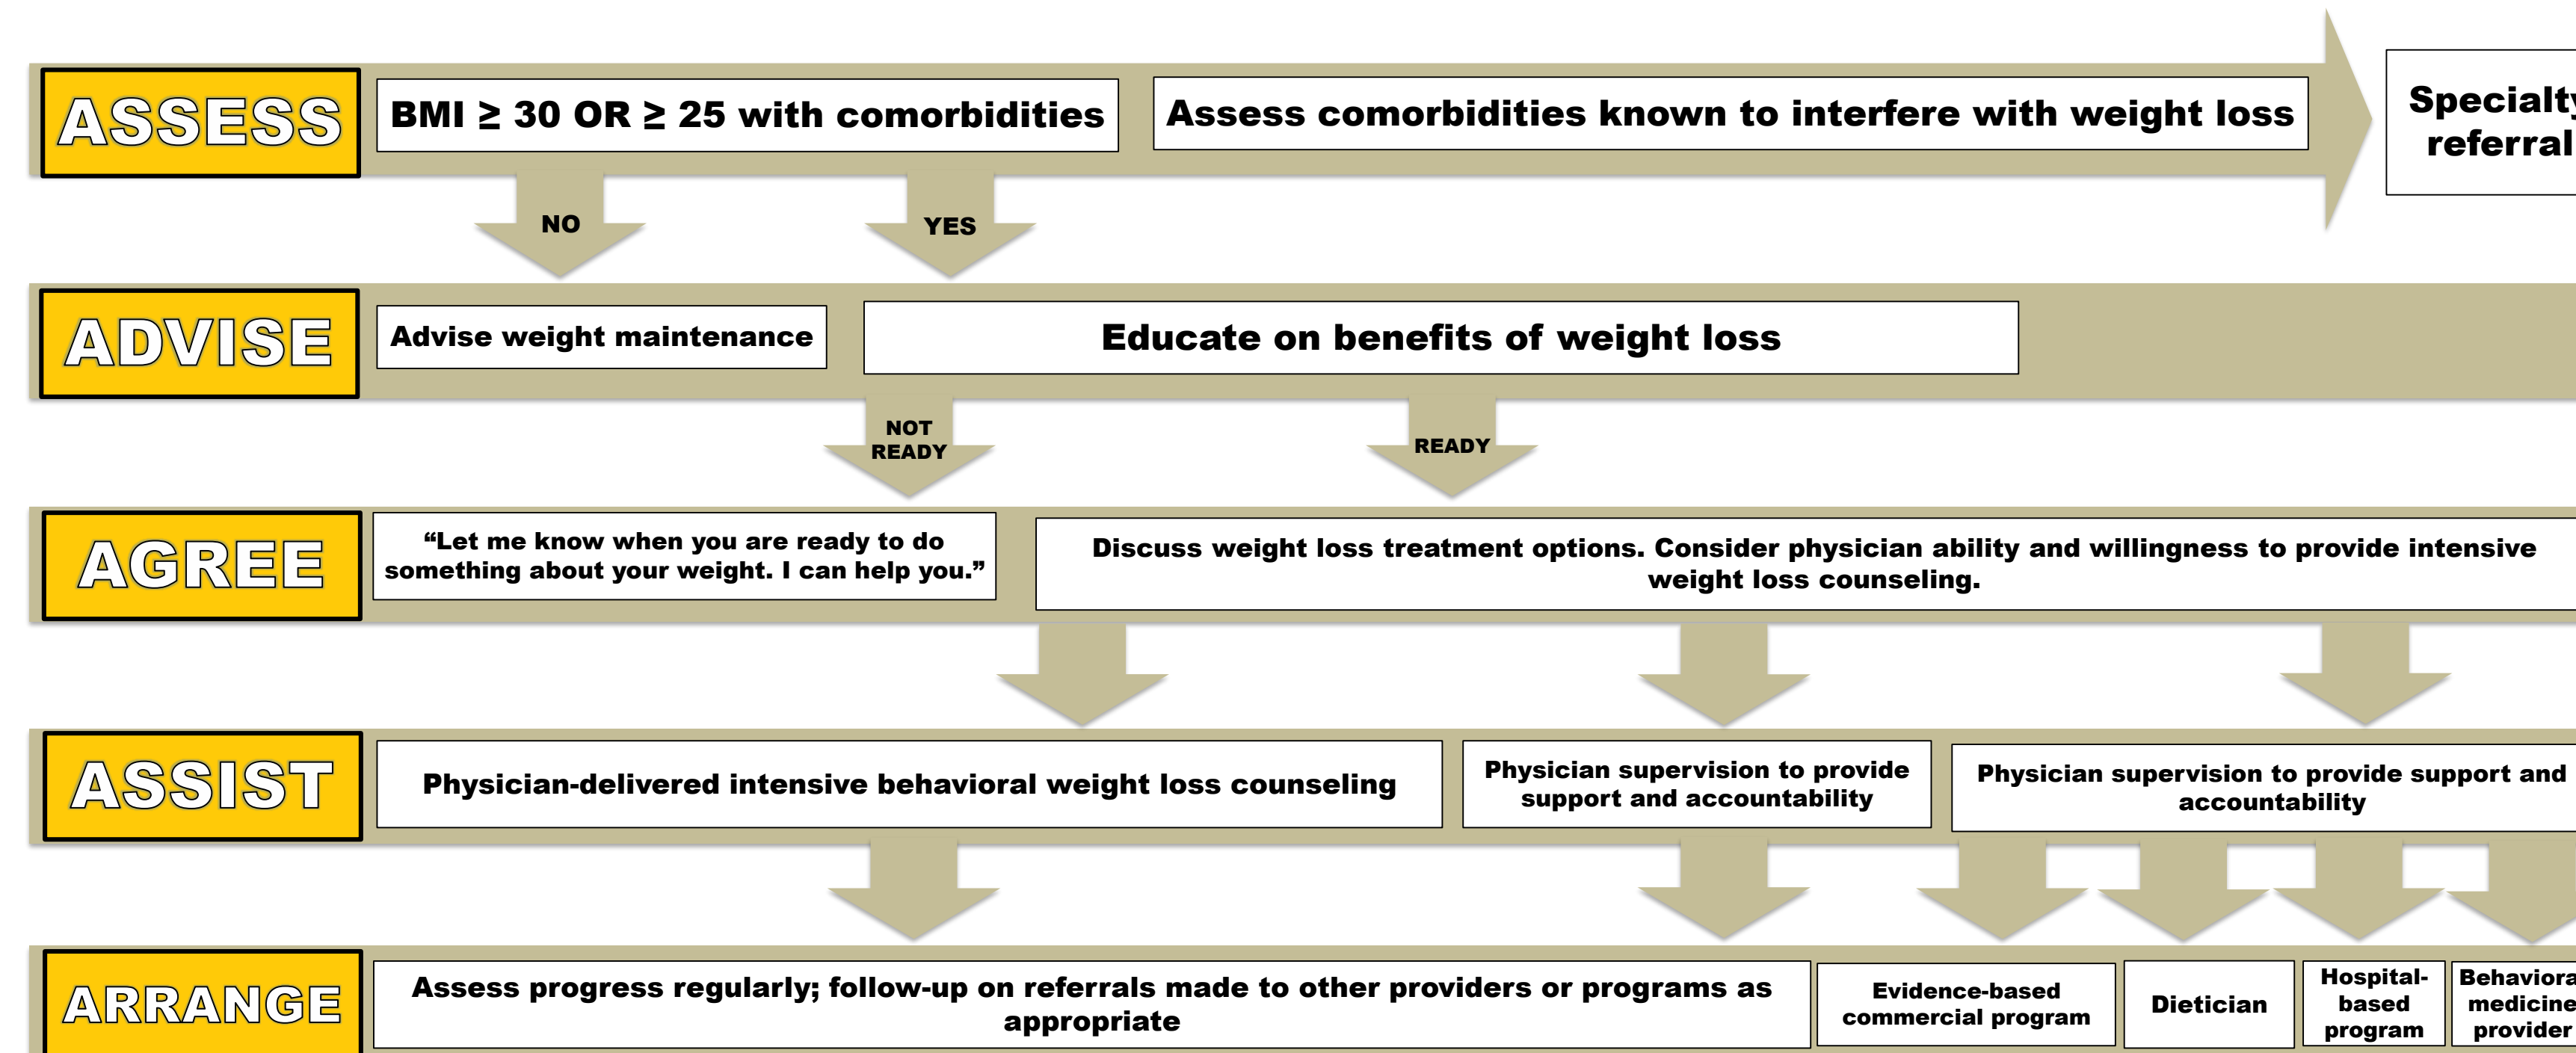 ASSESS
BMI ≥ 30 OR ≥ 25 with comorbidities
Assess comorbidities known to interfere with weight loss
Specialty
referral
NO
YES
ADVISE
Advise weight maintenance
Educate on benefits of weight loss
NOT
READY
READY
AGREE
“Let me know when you are ready to do
something about your weight. I can help you.”
Discuss weight loss treatment options. Consider physician ability and willingness to provide intensive
weight loss counseling.
ASSIST
Physician-delivered intensive behavioral weight loss counseling
Physician supervision to provide
support and accountability
Physician supervision to provide support and
accountability
ARRANGE
Assess progress regularly; follow-up on referrals made to other providers or programs as
appropriate
Evidence-based
commercial program
Dietician
Hospital-
based
program
Behaviora
medicine
provider